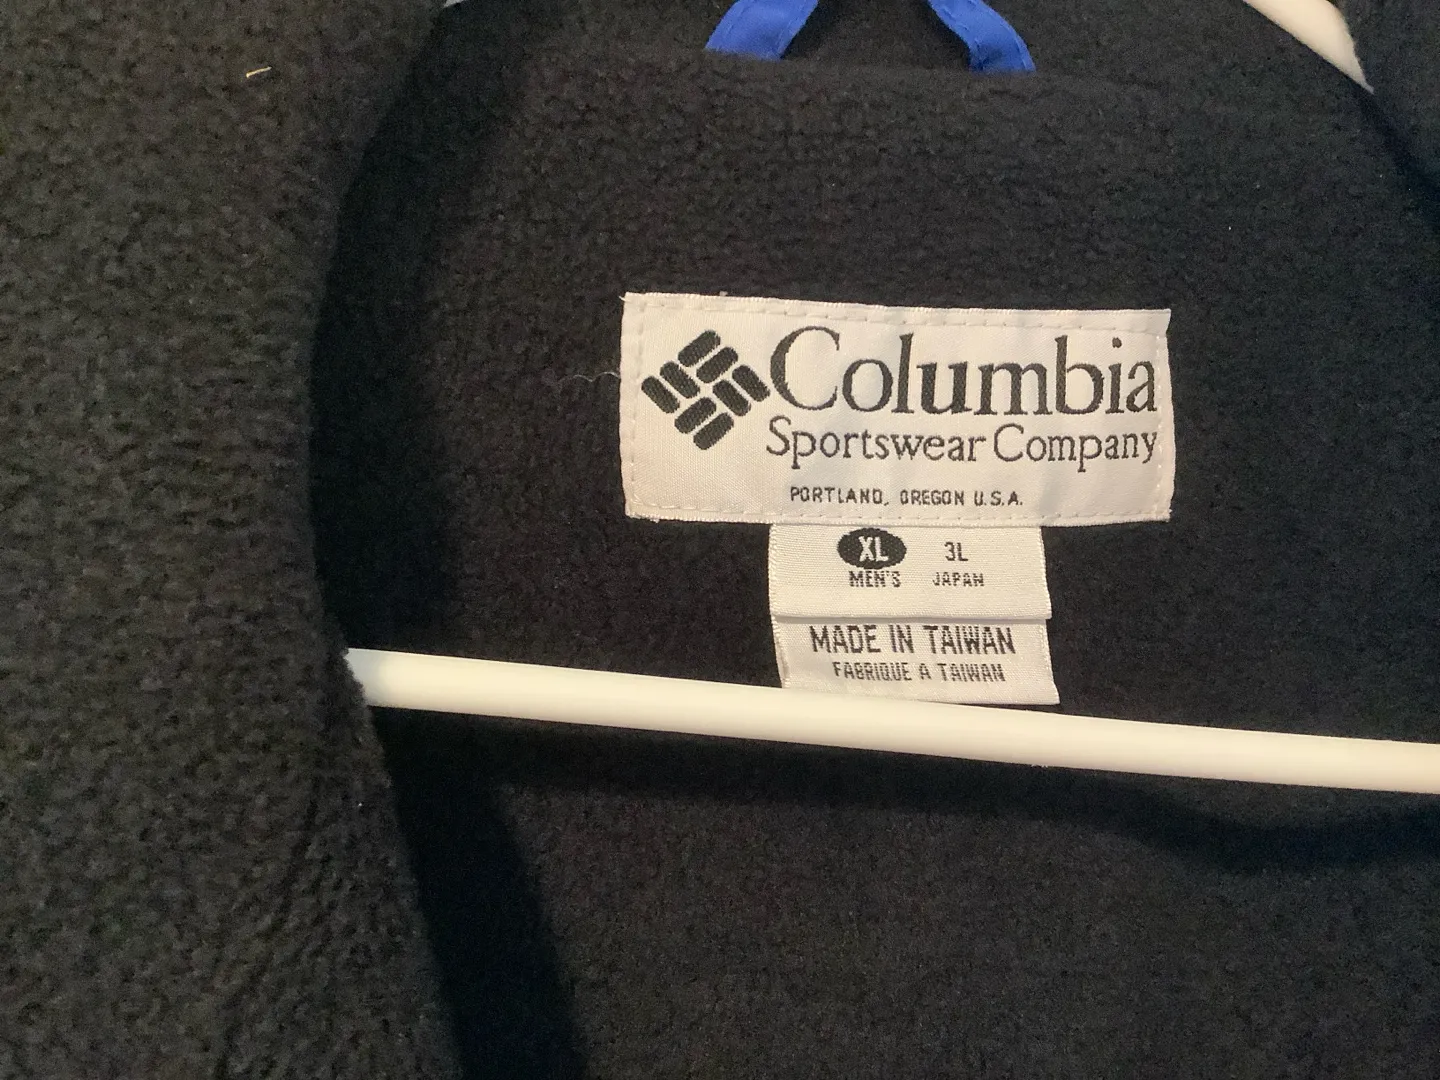 Columbia
Sportswear Company
PORTLAND, OREGON U.S.A.
XL 3L
MEN'S JAPAN
MADE IN TAIWAN
FABRIQUE A TAIWAN